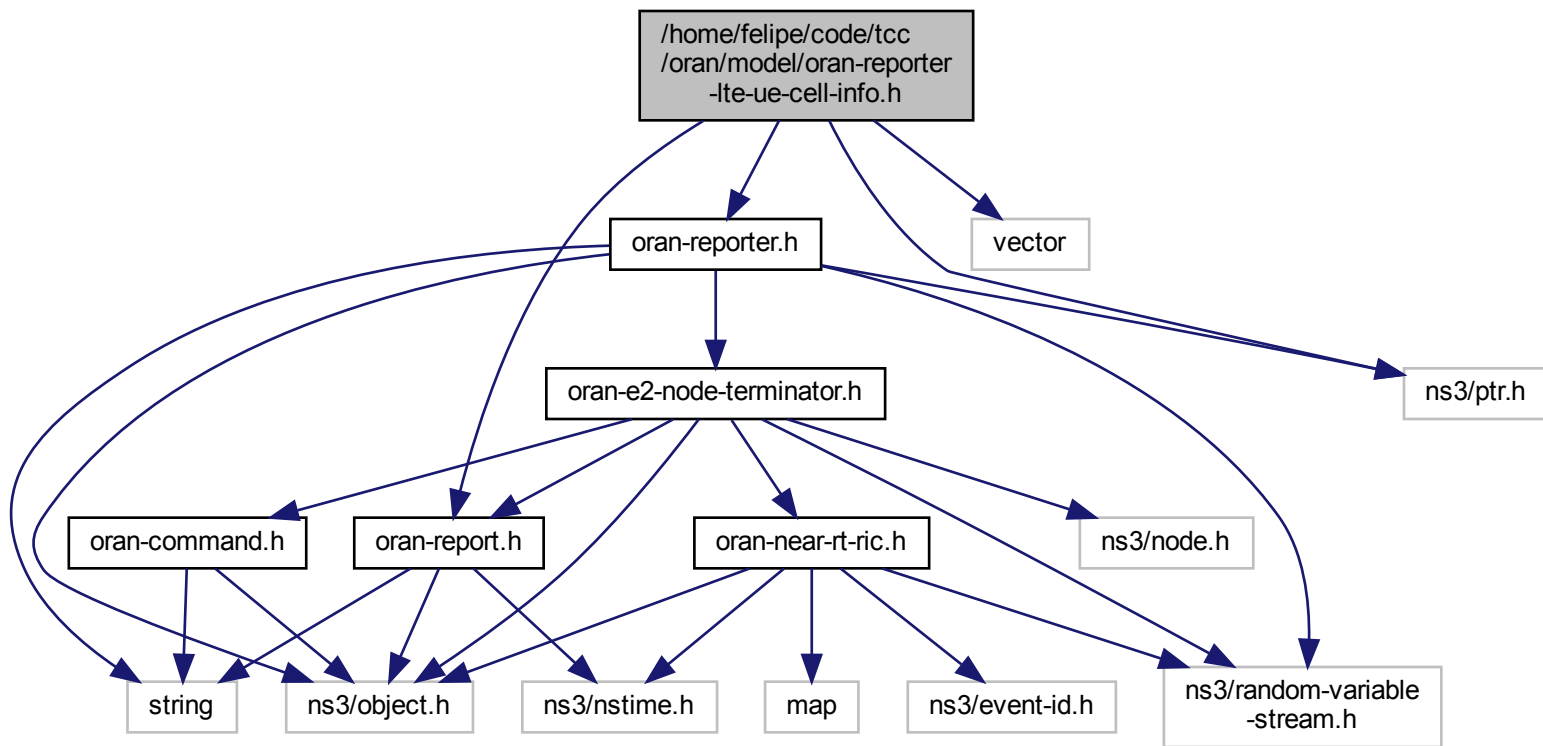 /home/felipe/code/tcc
/oran/model/oran-reporter
-lte-ue-cell-info.h
oran-reporter.h
vector
oran-e2-node-terminator.h
ns3/ptr.h
oran-command.h
oran-report.h
oran-near-rt-ric.h
ns3/node.h
string
ns3/object.h
ns3/nstime.h
map
ns3/event-id.h
ns3/random-variable
-stream.h